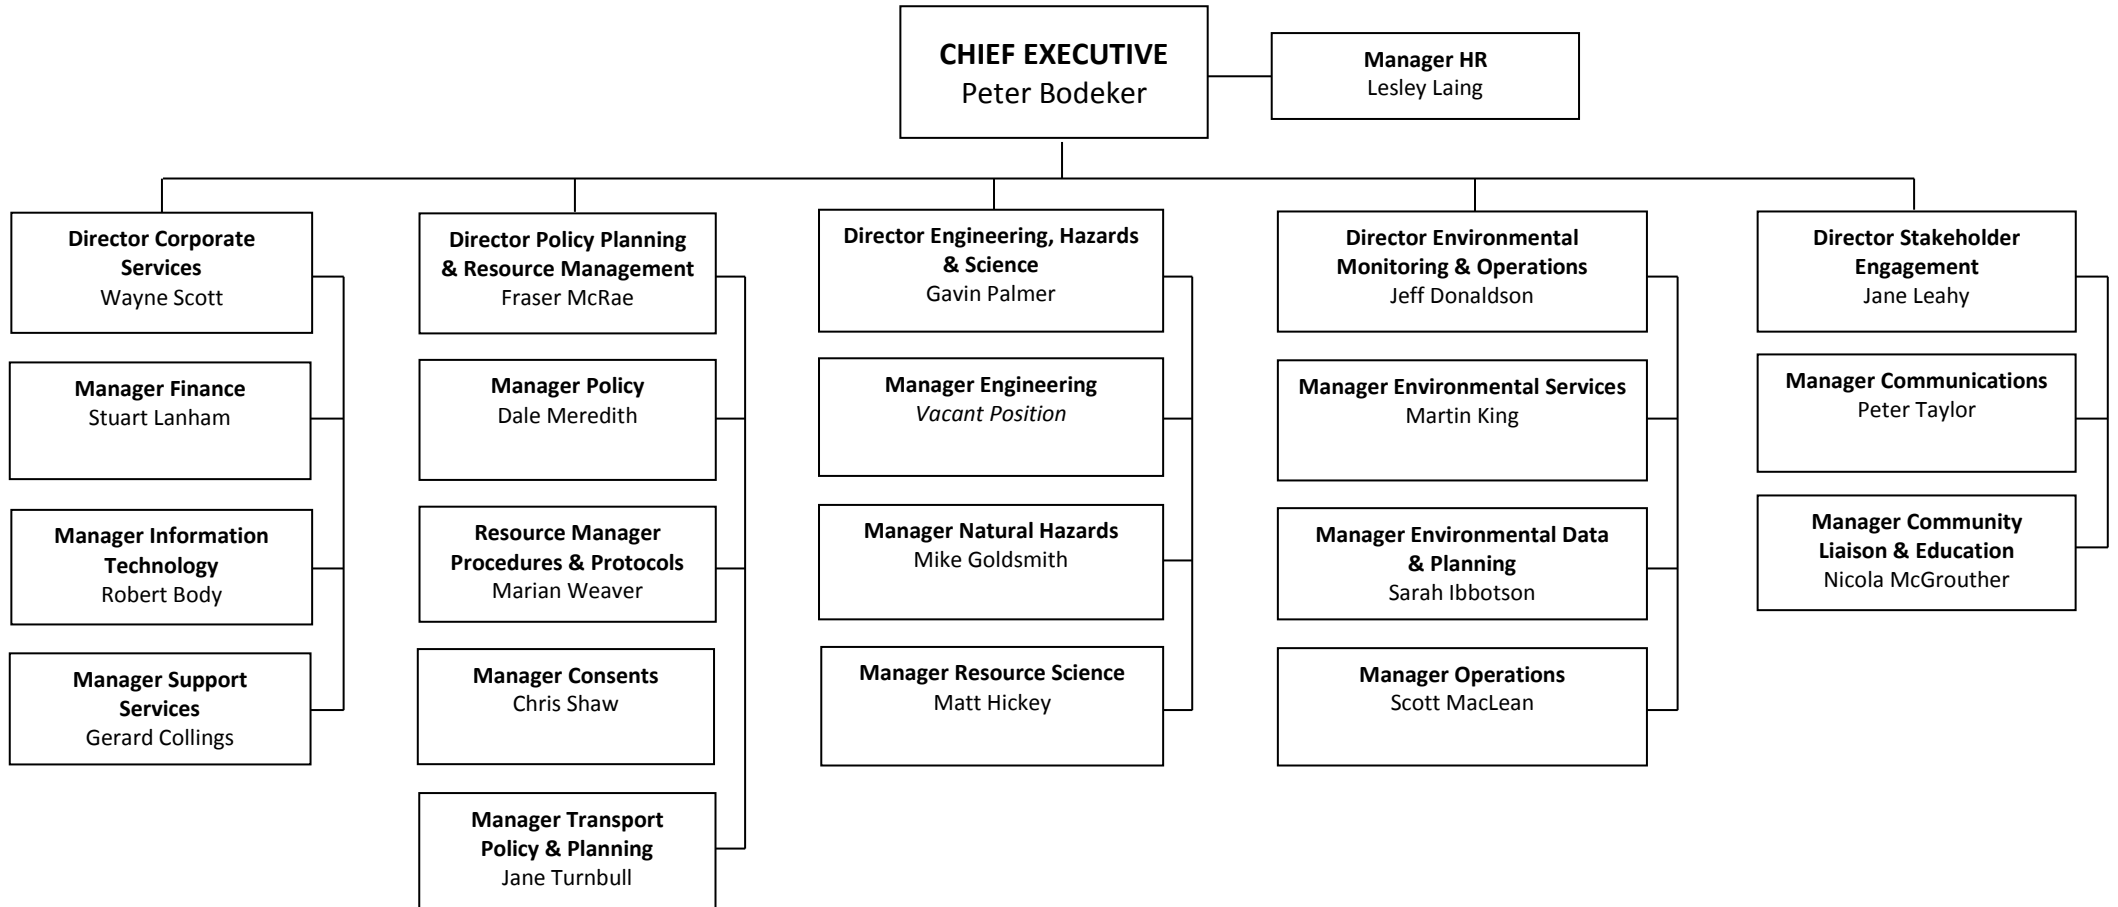 CHIEF EXECUTIVE
Peter Bodeker
Manager HR
Lesley Laing
Director Corporate
Services
Wayne Scott
Manager Finance
Stuart Lanham
Manager Information
Technology
Robert Body
Manager Support
Services
Gerard Collings
Director Policy Planning
& Resource Management
Fraser McRae
Manager Policy
Dale Meredith
Resource Manager
Procedures & Protocols
Marian Weaver
Manager Consents
Chris Shaw
Manager Transport
Policy & Planning
Jane Turnbull
Director Engineering, Hazards
& Science
Gavin Palmer
Manager Engineering
Vacant Position
Manager Natural Hazards
Mike Goldsmith
Manager Resource Science
Matt Hickey
Director Environmental
Monitoring & Operations
Jeff Donaldson
Manager Environmental Services
Martin King
Manager Environmental Data
& Planning
Sarah Ibbotson
Manager Operations
Scott MacLean
Director Stakeholder
Engagement
Jane Leahy
Manager Communications
Peter Taylor
Manager Community
Liaison & Education
Nicola McGrouther